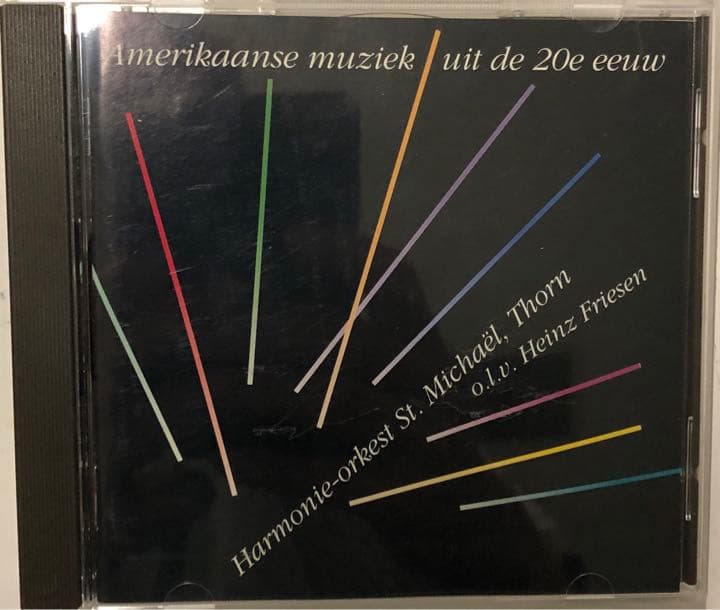 Amerikaanse muziek uit de 20e eeuw
Harmonie-orkest St. Michaël, Thorn
o.l.v. Heinz Friesen